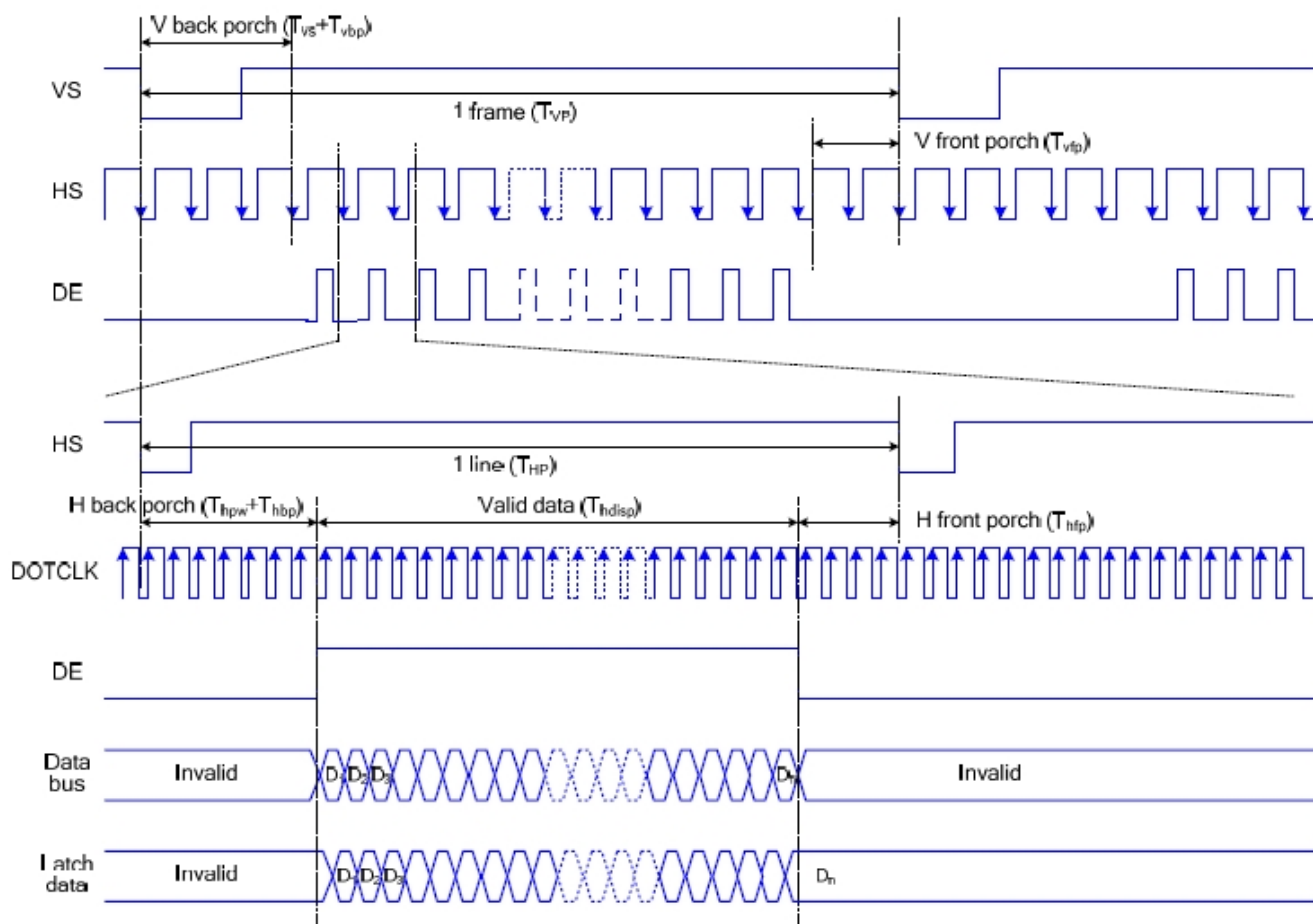 V back porch (Tvs+Tvbp)
VS
1 frame (TVP)
V front porch (Tvfp)
HS
DE
HS
1 line (THP)
H back porch (Thpw+Thbp)
Valid data (Thdisp)
H front porch (Thfp)
DOTCLK
DE
Data
bus
Invalid
D1 D2 D3
Dn
Invalid
Latch
data
Invalid
D1 D2 D3
Dn